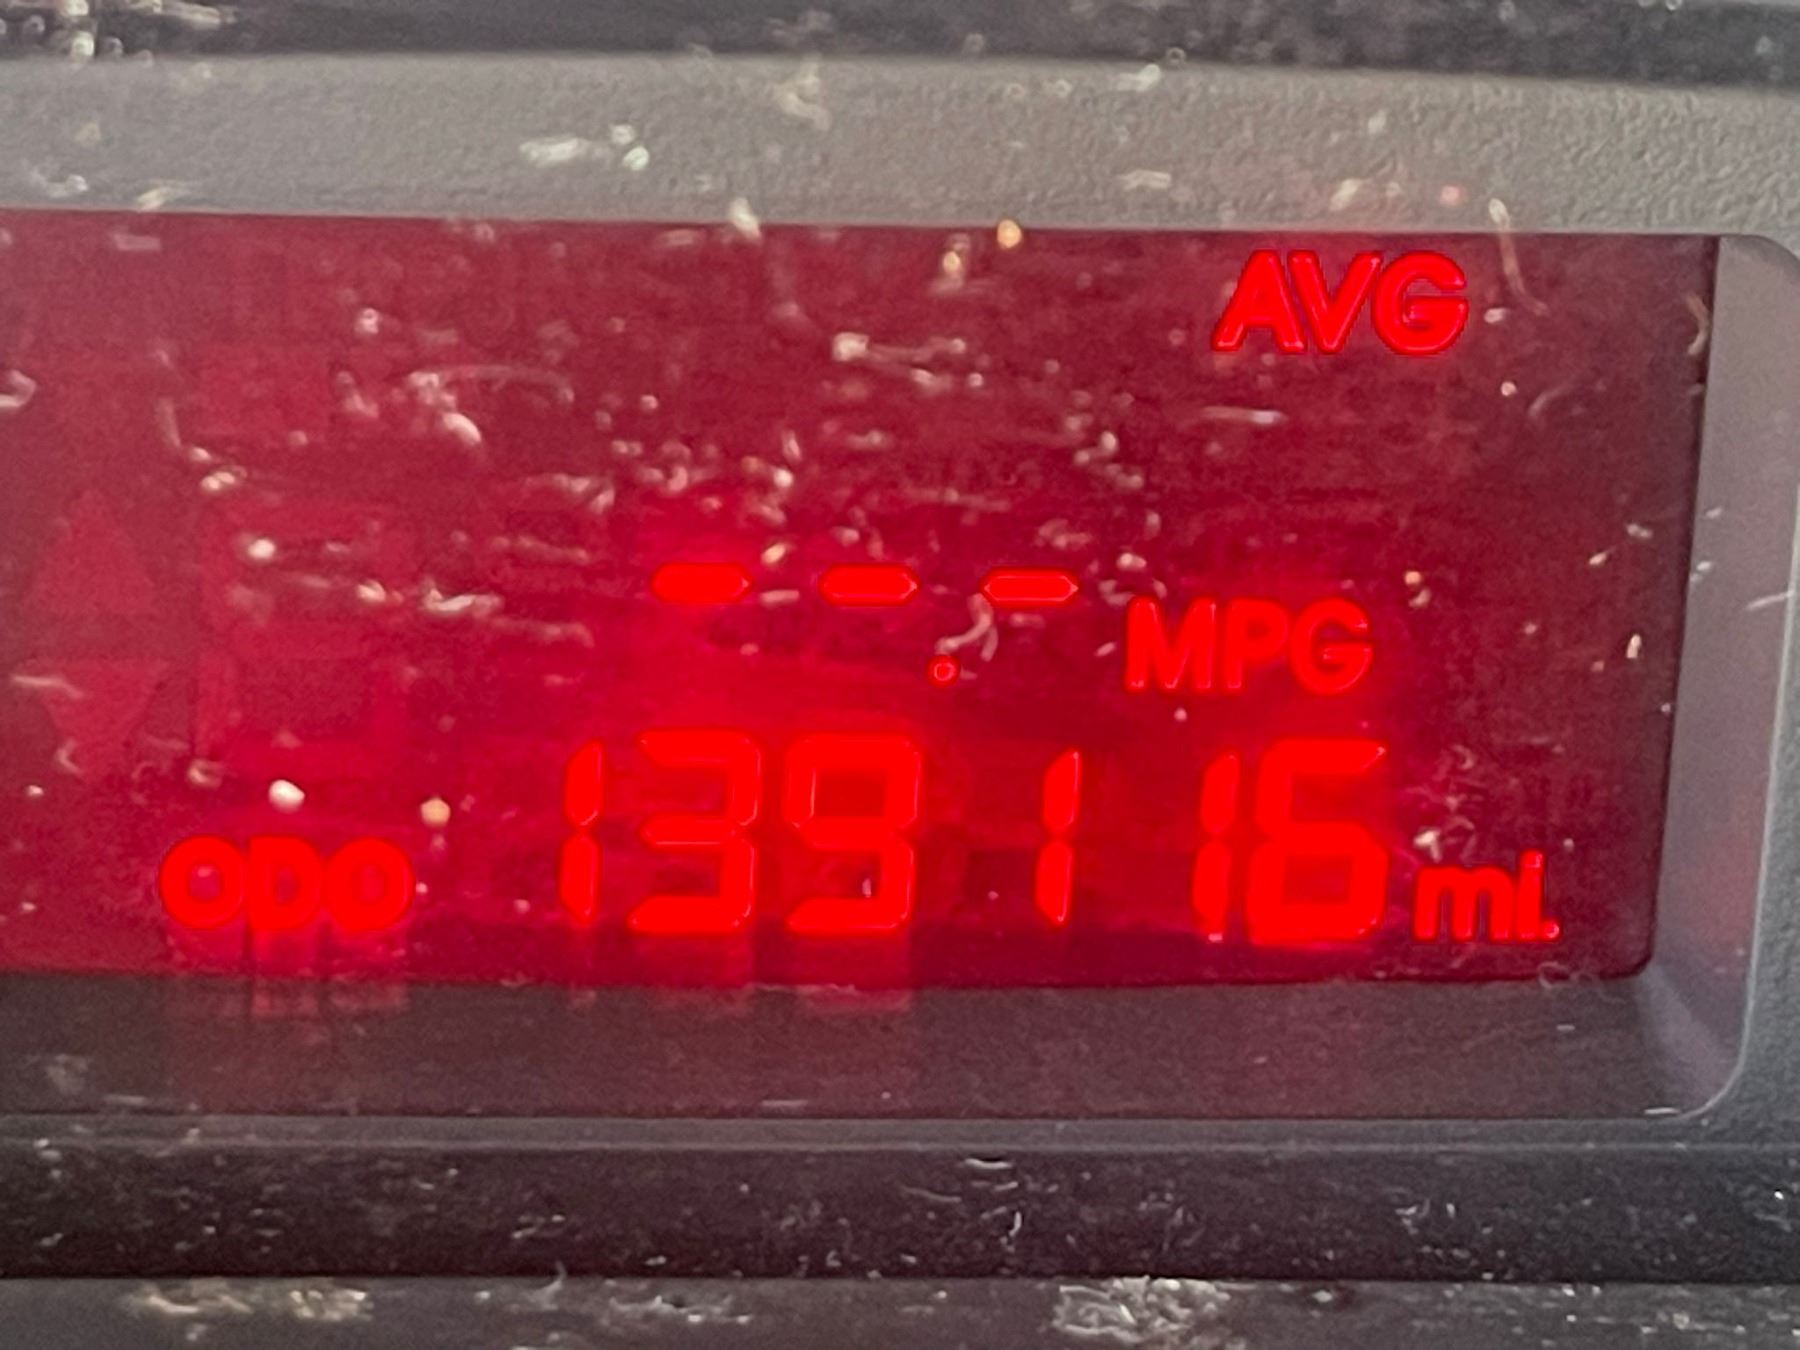 AVG
--.- MPG
ODO 139116 mi.